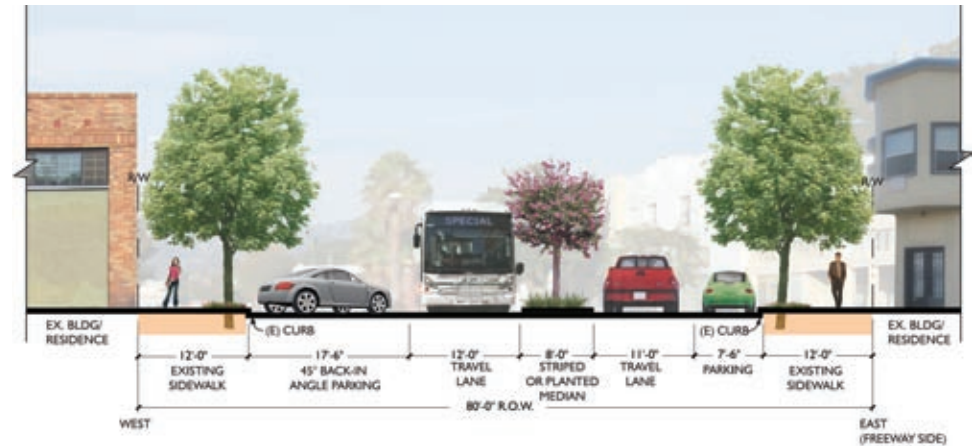 SPECIAL
R/W
R/W
EX. BLDG/
RESIDENCE
(E) CURB
(E) CURB
EX. BLDG/
RESIDENCE
12'-0"
EXISTING
SIDEWALK
17'-6"
45° BACK-IN
ANGLE PARKING
12'-0"
TRAVEL
LANE
8'-0"
STRIPED
OR PLANTED
MEDIAN
11'-0"
TRAVEL
LANE
7'-6"
PARKING
12'-0"
EXISTING
SIDEWALK
80'-0" R.O.W.
WEST
EAST
(FREEWAY SIDE)